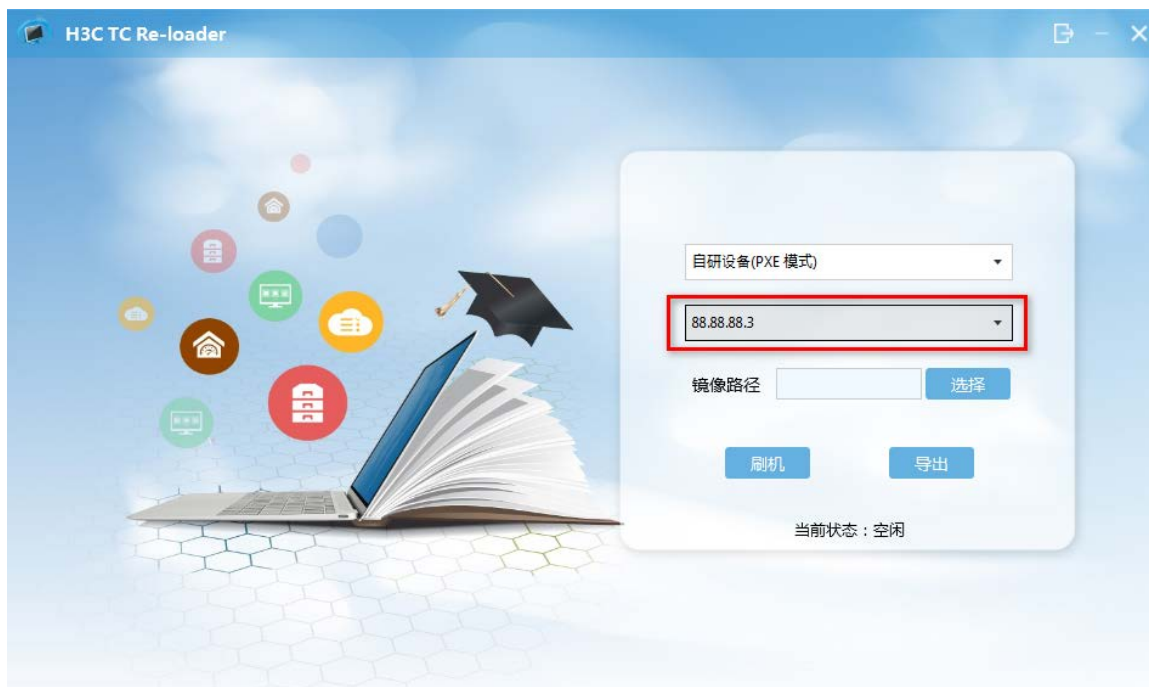 H3C TC Re-loader
自研设备(PXE 模式)
88.88.88.3
镜像路径 选择
刷机 导出
当前状态：空闲